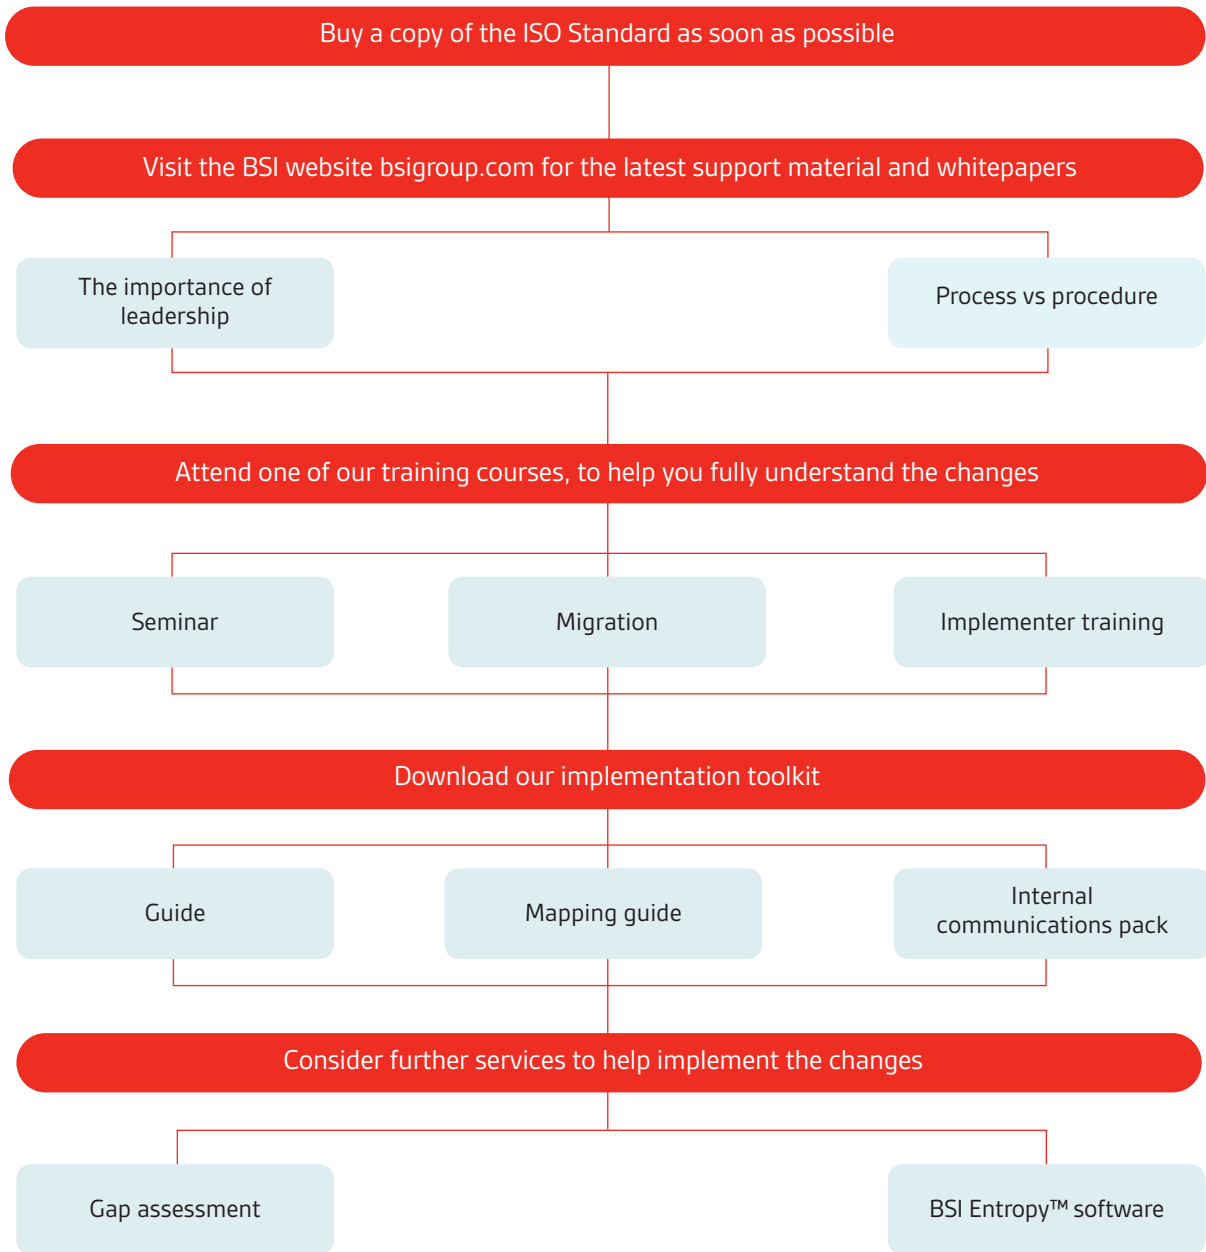 Buy a copy of the ISO Standard as soon as possible
Visit the BSI website bsigroup.com for the latest support material and whitepapers
The importance of
leadership
Process vs procedure
Attend one of our training courses, to help you fully understand the changes
Seminar
Migration
Implementer training
Download our implementation toolkit
Guide
Mapping guide
Internal
communications pack
Consider further services to help implement the changes
Gap assessment
BSI Entropy™ software